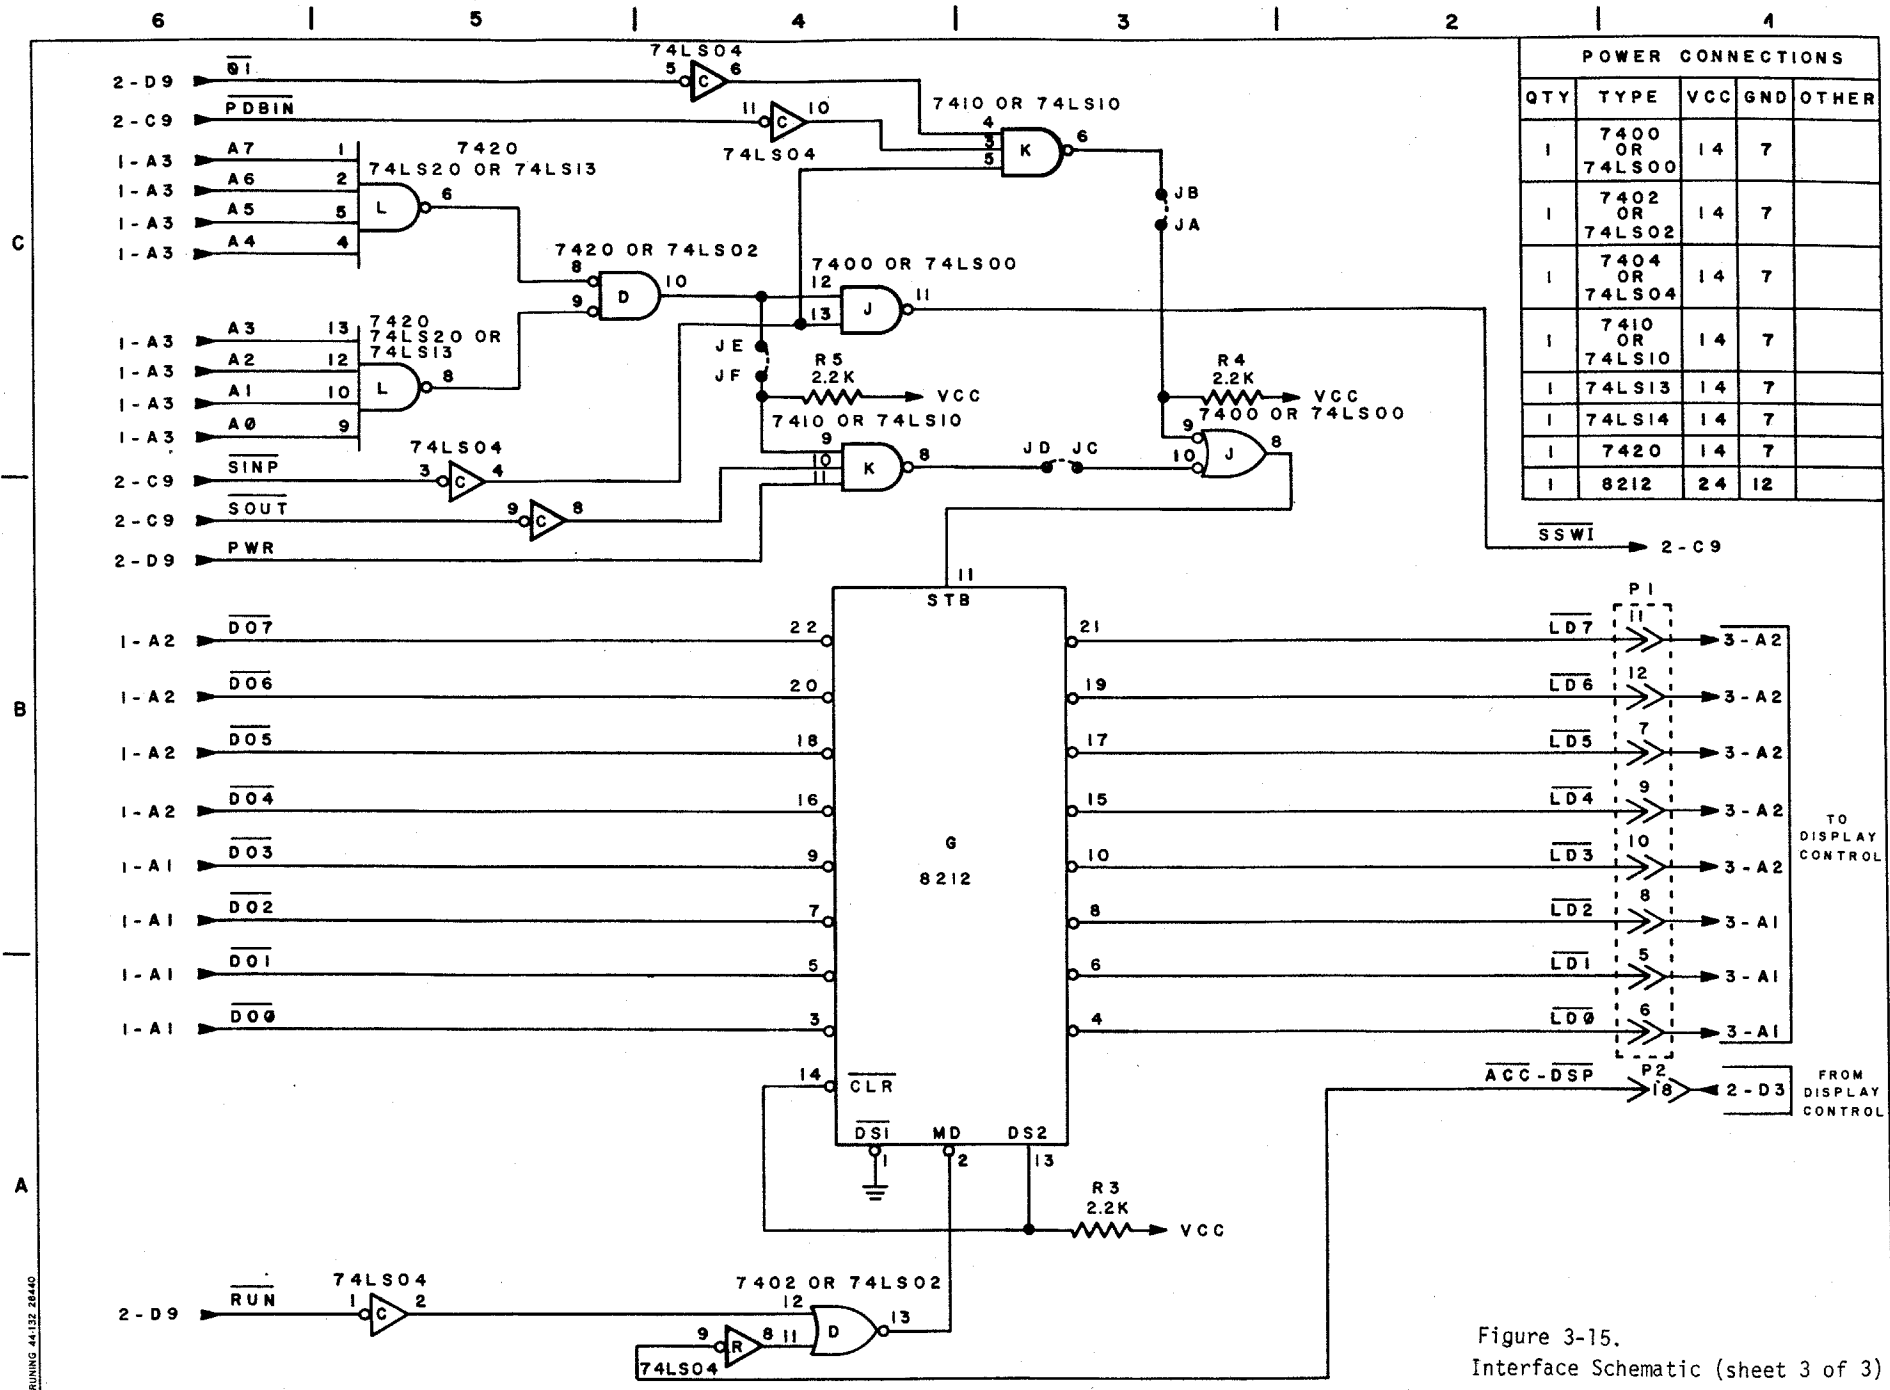 6 5 4 3 2 1
C
B
A
POWER CONNECTIONS
QTY TYPE VCC GND OTHER
1 7400 OR 74LS00 14 7
1 7402 OR 74LS02 14 7
1 7404 OR 74LS04 14 7
1 7410 OR 74LS10 14 7
1 74LS13 14 7
1 74LS14 14 7
1 7420 14 7
1 8212 24 12
2-D9 Ø1 5 74LS04 C 6
2-C9 PDBIN 11 C 10 74LS04
7410 OR 74LS10
4 3 5 K 6
JB
JA
1-A3 A7 1
1-A3 A6 2
1-A3 A5 5
1-A3 A4 4
7420
74LS20 OR 74LS13
L 6
7420 OR 74LS02
8 9 D 10
7400 OR 74LS00
12 13 J 11
1-A3 A3 13
1-A3 A2 12
1-A3 A1 10
1-A3 AØ 9
7420
74LS20 OR
74LS13
L 8
JE
JF
R5
2.2K
VCC
R4
2.2K
VCC
7410 OR 74LS10
9 10 11 K 8
JD JC
7400 OR 74LS00
9 10 J 8
2-C9 SINP 3 74LS04 C 4
2-C9 SOUT 9 C 8
2-D9 PWR
SSWI 2-C9
11
STB
P1
1-A2 DO7 22 21 LD7 11 3-A2
1-A2 DO6 20 19 LD6 12 3-A2
1-A2 DO5 18 17 LD5 7 3-A2
1-A2 DO4 16 15 LD4 9 3-A2
1-A1 DO3 9 10 LD3 10 3-A2
1-A1 DO2 7 8 LD2 8 3-A1
1-A1 DO1 5 6 LD1 5 3-A1
1-A1 DOØ 3 4 LDØ 6 3-A1
G
8212
TO
DISPLAY
CONTROL
14 CLR
ACC-DSP P2 18 2-D3
FROM
DISPLAY
CONTROL
DS1 MD DS2
1 2 13
R3
2.2K
VCC
2-D9 RUN 1 74LS04 C 2
7402 OR 74LS02
12 11 D 13
9 R 8
74LS04
RUNING 44-132 28440
Figure 3-15.
Interface Schematic (sheet 3 of 3)